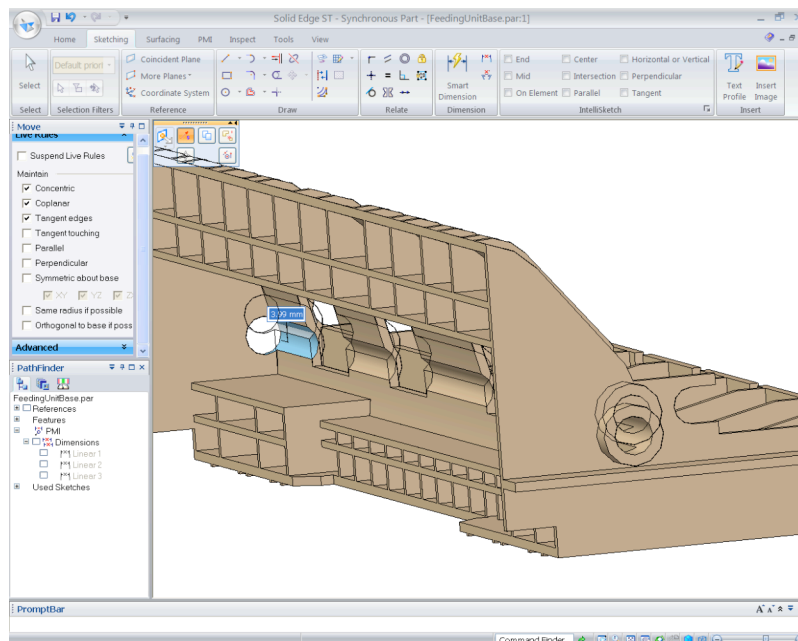 Solid Edge ST - Synchronous Part - [FeedingUnitBase.par:1]
Home Sketching Surfacing PMI Inspect Tools View
Default priori
Coincident Plane
More Planes
Coordinate System
Select
Smart Dimension
End Center Horizontal or Vertical
Mid Intersection Perpendicular
On Element Parallel Tangent
Text Profile
Insert Image
Select Selection Filters Reference Draw Relate Dimension IntelliSketch Insert
Move
Live Rules
Suspend Live Rules
Maintain
Concentric
Coplanar
Tangent edges
Tangent touching
Parallel
Perpendicular
Symmetric about base
XY YZ
Same radius if possible
Orthogonal to base if poss
Advanced
3.99 mm
PathFinder
FeedingUnitBase.par
References
Features
PMI
Dimensions
Linear 1
Linear 2
Linear 3
Used Sketches
PromptBar
Command Finder